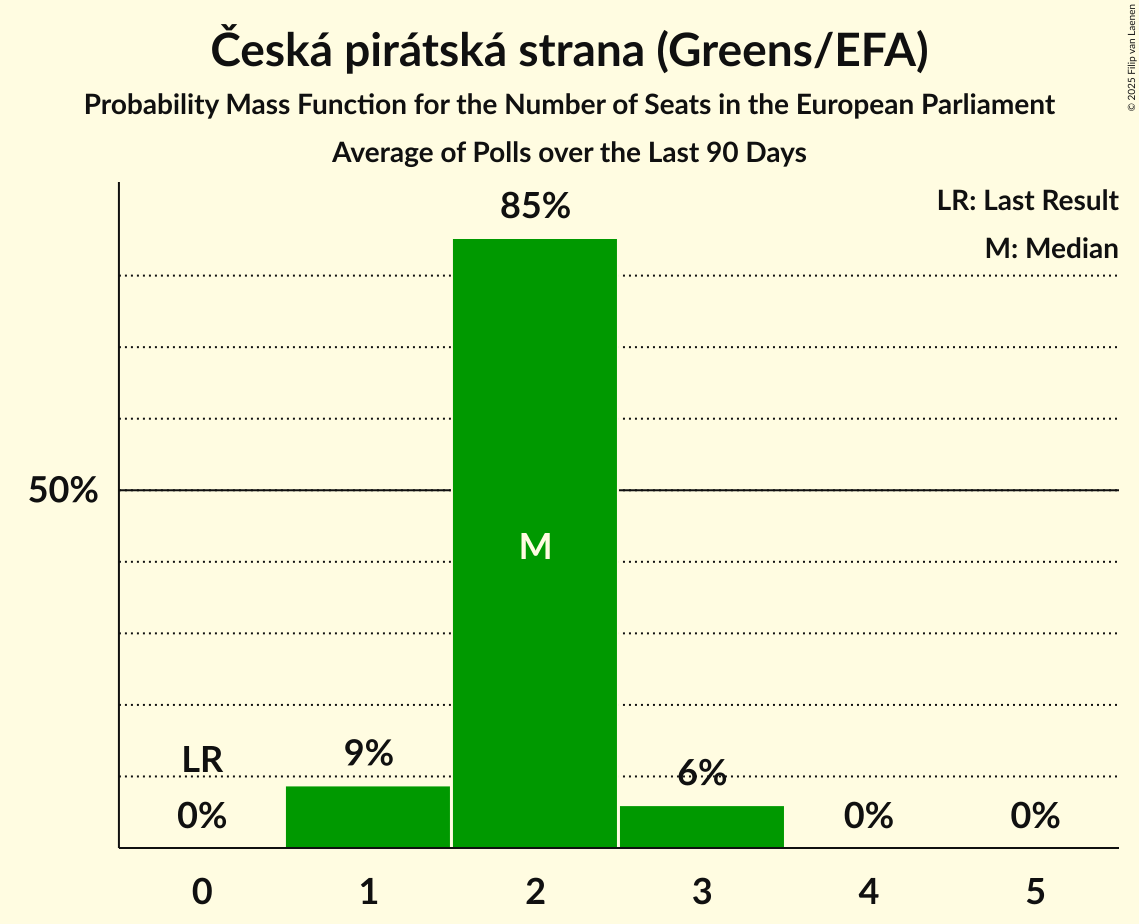 Česká pirátská strana (Greens/EFA)
Probability Mass Function for the Number of Seats in the European Parliament
Average of Polls over the Last 90 Days
© 2025 Filip van Laenen
LR: Last Result
M: Median
85%
50%
M
LR
9%
6%
0%
0%
0%
0
1
2
3
4
5